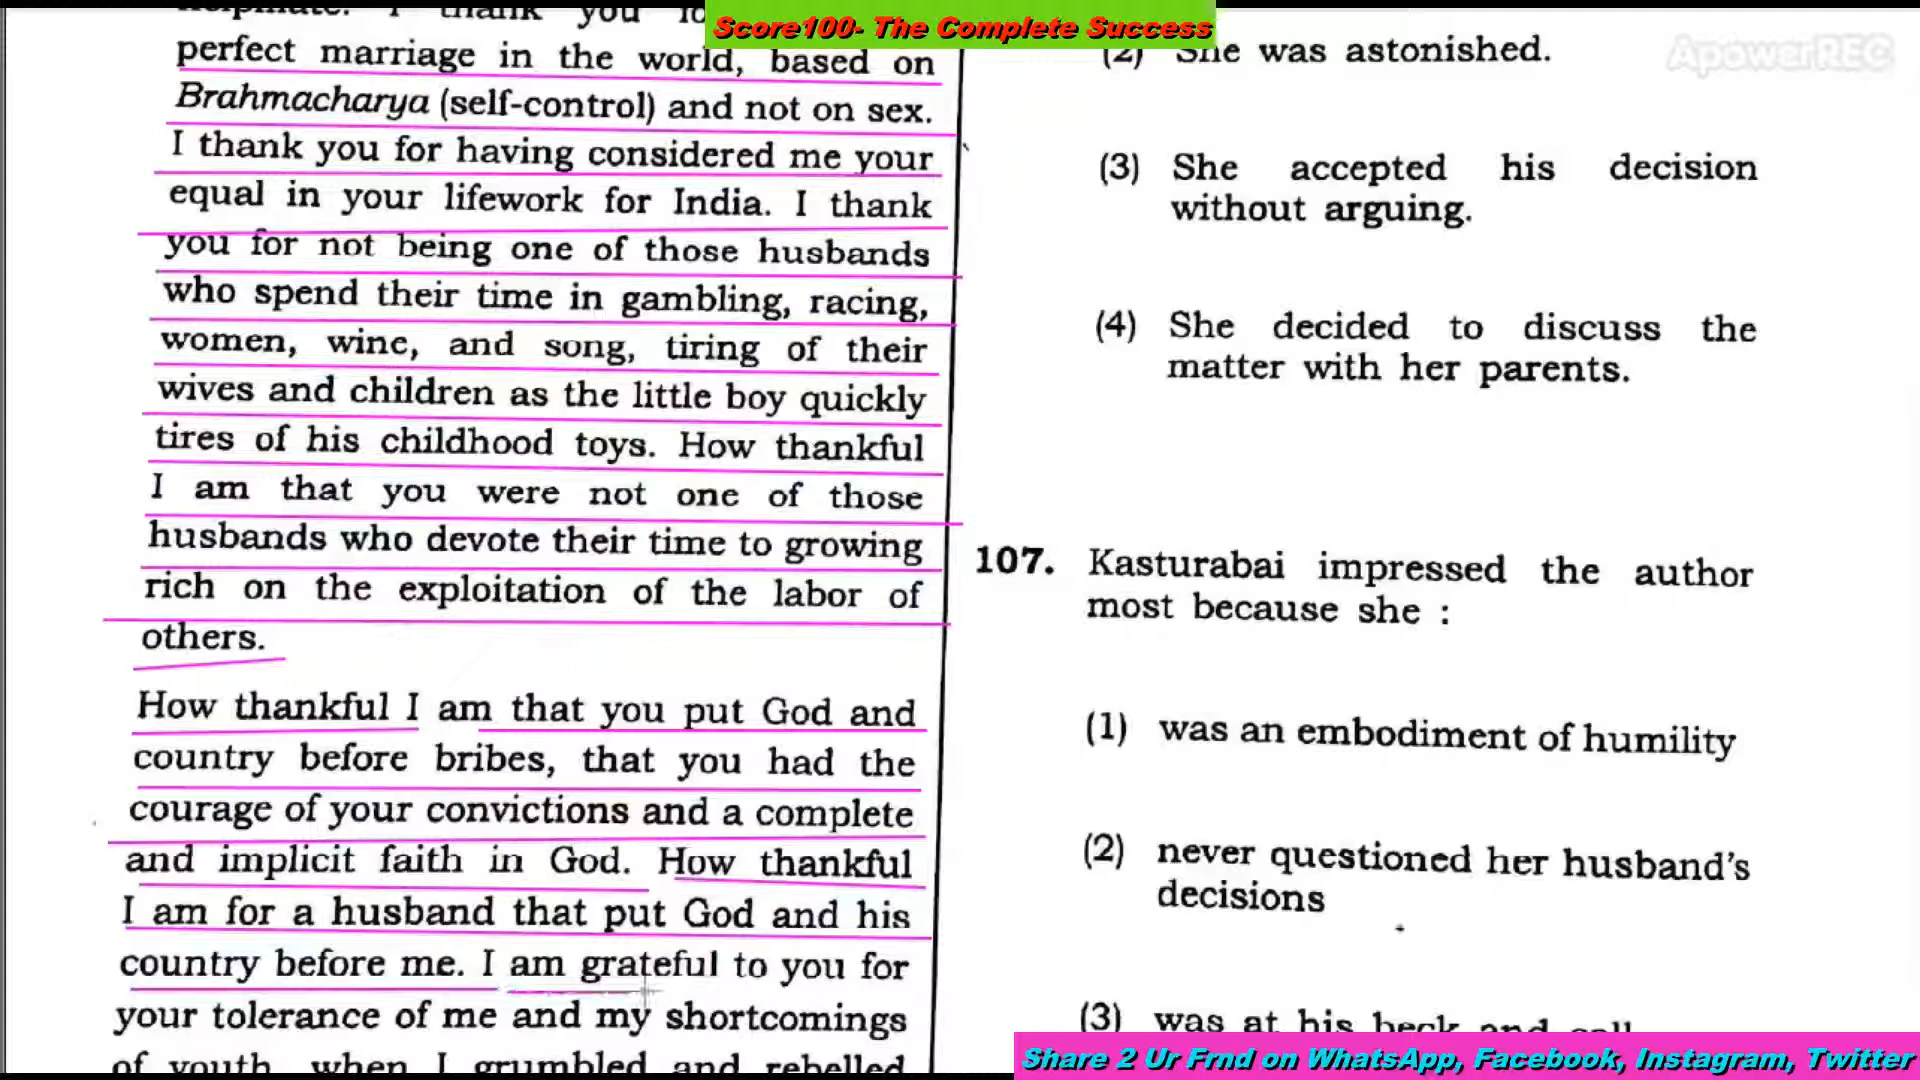 Score100- The Complete Success
ApowerREC
helpmate. I thank you
perfect marriage in the world, based on
Brahmacharya (self-control) and not on sex.
I thank you for having considered me your
equal in your lifework for India. I thank
you for not being one of those husbands
who spend their time in gambling, racing,
women, wine, and song, tiring of their
wives and children as the little boy quickly
tires of his childhood toys. How thankful
I am that you were not one of those
husbands who devote their time to growing
rich on the exploitation of the labor of
others.
How thankful I am that you put God and
country before bribes, that you had the
courage of your convictions and a complete
and implicit faith in God. How thankful
I am for a husband that put God and his
country before me. I am grateful to you for
your tolerance of me and my shortcomings
of youth, when I grumbled and rebelled
(2) She was astonished.
(3) She accepted his decision
without arguing.
(4) She decided to discuss the
matter with her parents.
107. Kasturabai impressed the author
most because she :
(1) was an embodiment of humility
(2) never questioned her husband's
decisions
(3) was at his beck and call
Share 2 Ur Frnd on WhatsApp, Facebook, Instagram, Twitter